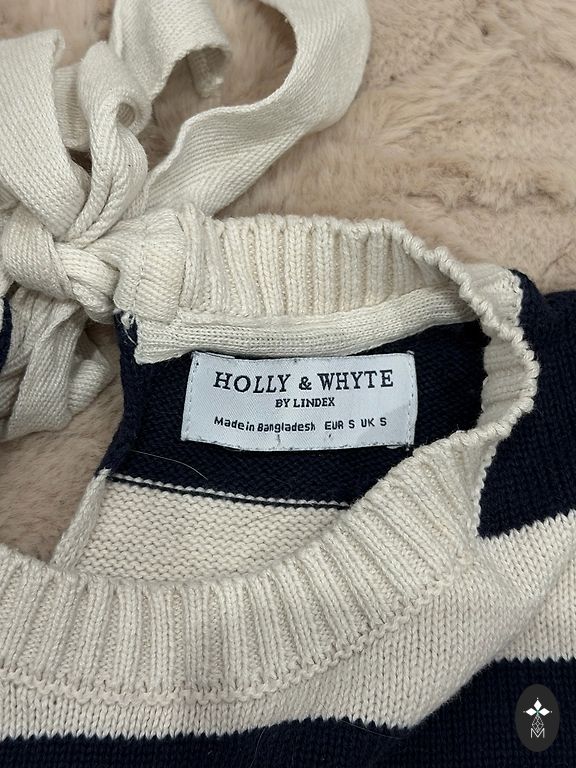 HOLLY & WHYTE
BY LINDEX
Made in Bangladesh EUR S UK S
M